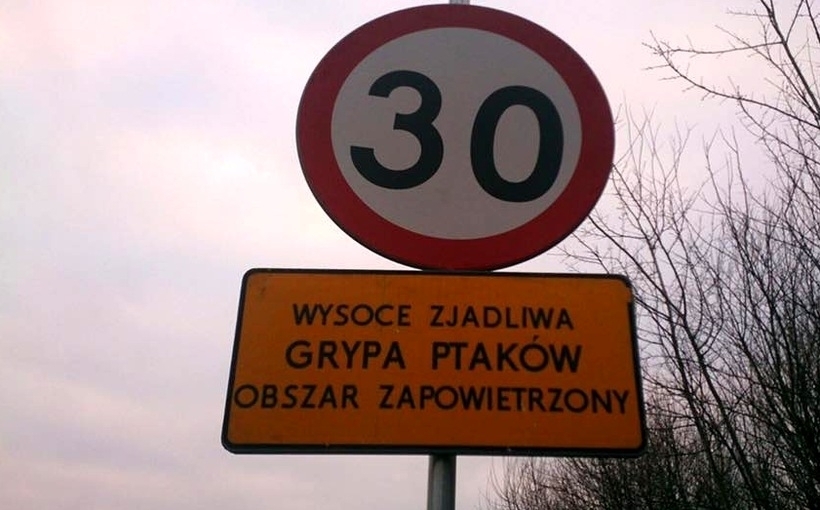 30
WYSOCE ZJADLIWA
GRYPA PTAKÓW
OBSZAR ZAPOWIETRZONY